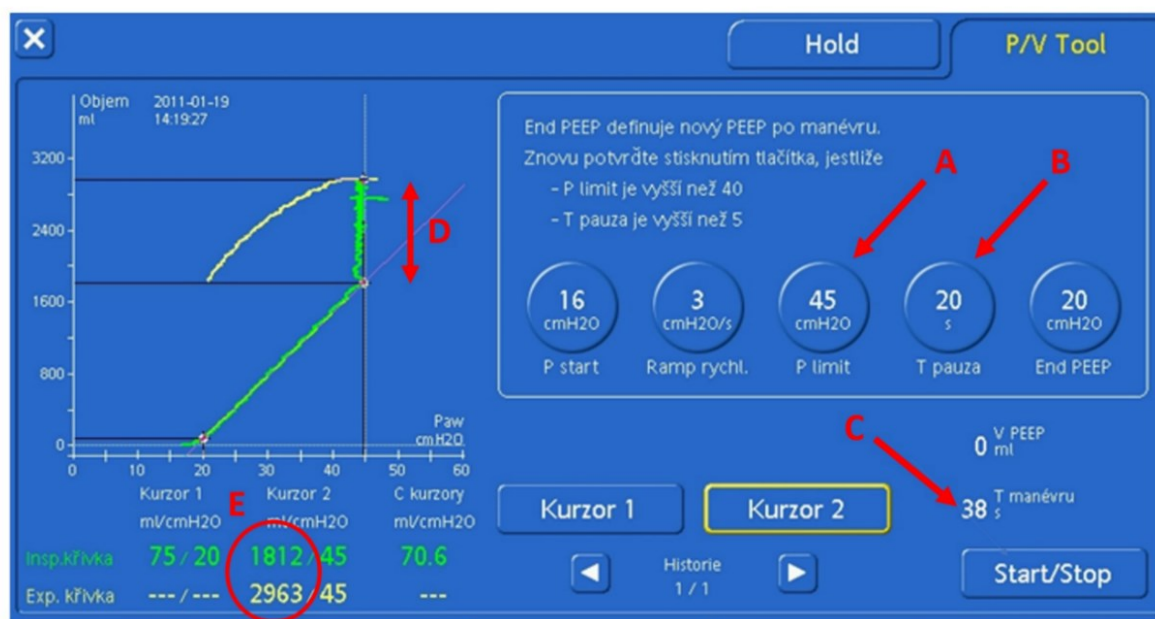 Hold
P/V Tool
Objem 2011-01-19
ml 14:19:27
3200
2400
1600
800
0
0 10 20 30 40 50 60
Paw
cmH2O
D
End PEEP definuje nový PEEP po manévru.
Znovu potvrďte stisknutím tlačítka, jestliže
- P limit je vyšší než 40
- T pauza je vyšší než 5
A
B
16 3 45 20 20
cmH2O cmH2O/s cmH2O s cmH2O
P start Ramp rychl. P limit T pauza End PEEP
C
0 V PEEP
ml
38 T manévru
s
Kurzor 1 Kurzor 2 C kurzory
E
ml/cmH2O ml/cmH2O ml/cmH2O
Insp.křivka 75 / 20 1812 / 45 70.6
Exp. křivka --- / --- 2963 / 45 ---
Kurzor 1
Kurzor 2
Historie
1 / 1
Start/Stop